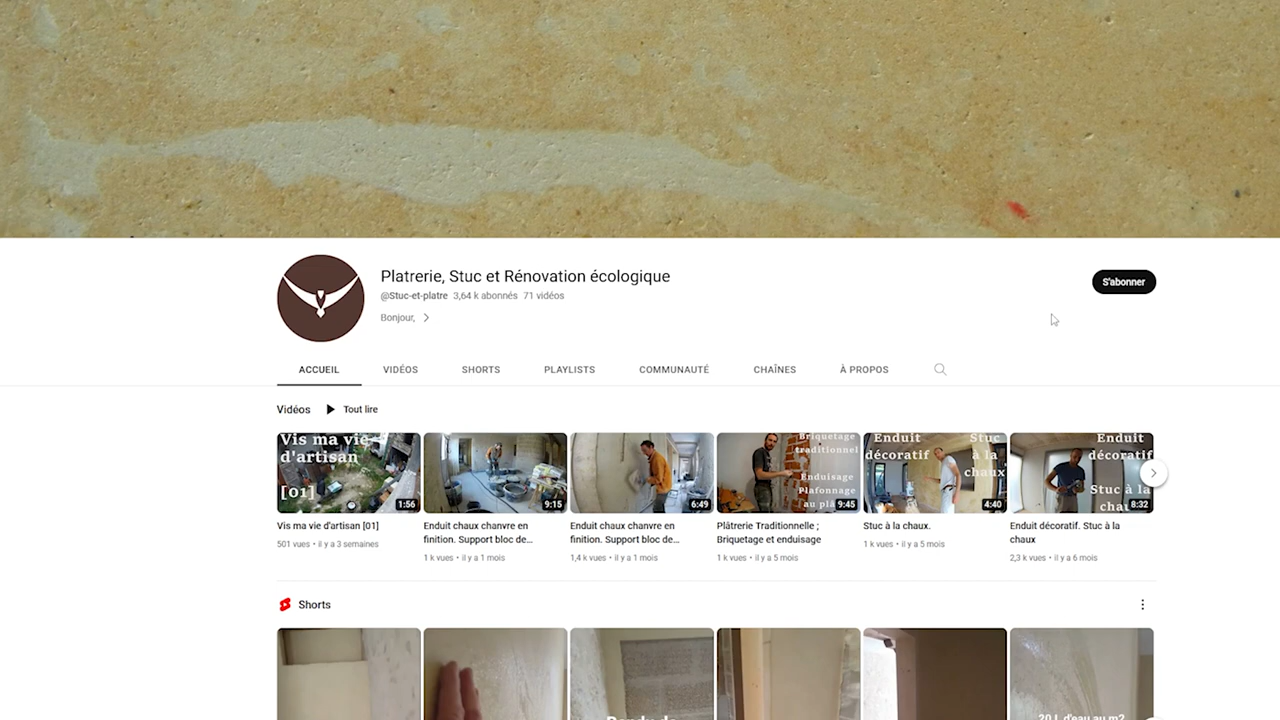 Platrerie, Stuc et Rénovation écologique
@Stuc-et-platre 3,64 k abonnés 71 vidéos
Bonjour,
S'abonner
ACCUEIL VIDÉOS SHORTS PLAYLISTS COMMUNAUTÉ CHAÎNES À PROPOS
Vidéos Tout lire
Vis ma vie
d'artisan
[01]
1:56
9:15
6:49
Briquetage
traditionnel
Enduisage
Plafonnage
au plâ
9:45
Enduit
décoratif
Stuc
à la
chaux
4:40
Enduit
décoratif
Stuc à la
chau
8:32
Vis ma vie d'artisan [01]
501 vues • il y a 3 semaines
Enduit chaux chanvre en
finition. Support bloc de...
1 k vues • il y a 1 mois
Enduit chaux chanvre en
finition. Support bloc de...
1,4 k vues • il y a 1 mois
Plâtrerie Traditionnelle ;
Briquetage et enduisage
1 k vues • il y a 5 mois
Stuc à la chaux.
1 k vues • il y a 5 mois
Enduit décoratif. Stuc à la
chaux
2,3 k vues • il y a 6 mois
Shorts
20 L d'eau au m2